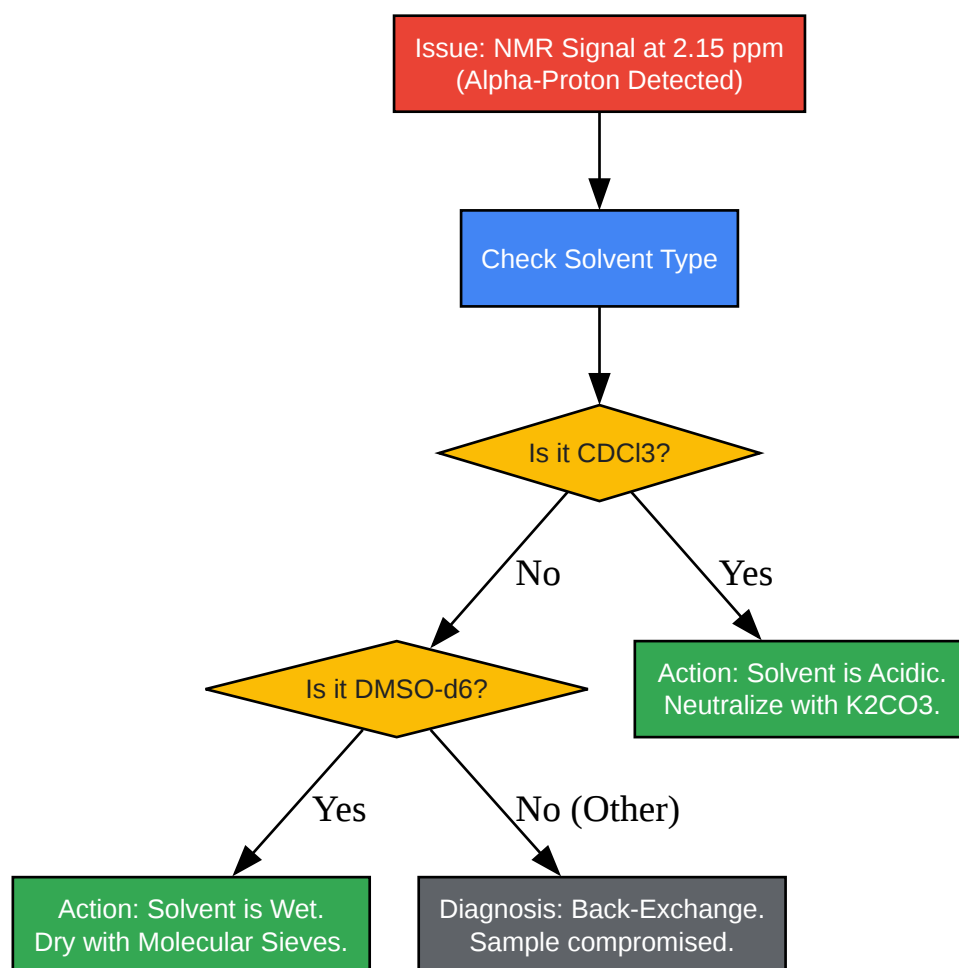 Issue: NMR Signal at 2.15 ppm
(Alpha-Proton Detected)
Check Solvent Type
Is it CDCl3?
No
Yes
Is it DMSO-d6?
Action: Solvent is Acidic.
Neutralize with K2CO3.
Yes
No (Other)
Action: Solvent is Wet.
Dry with Molecular Sieves.
Diagnosis: Back-Exchange.
Sample compromised.